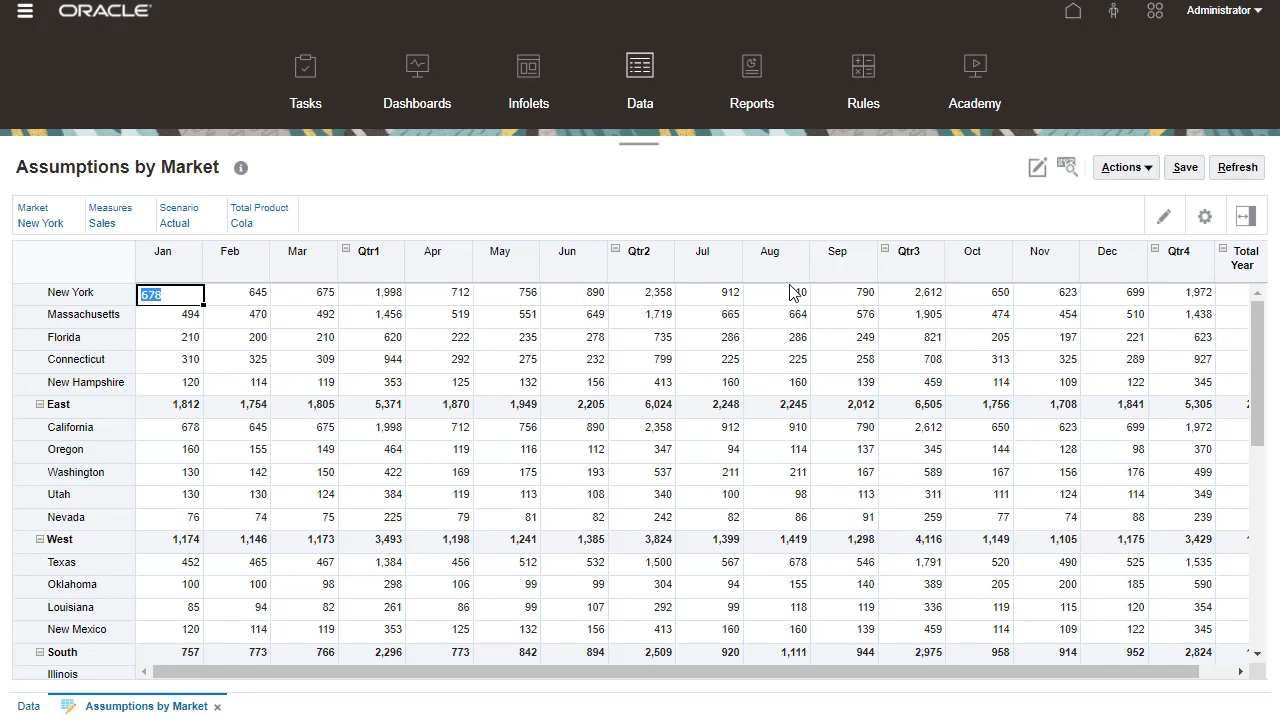 ORACLE
Administrator
Tasks Dashboards Infolets Data Reports Rules Academy
Assumptions by Market
Actions Save Refresh
Market Measures Scenario Total Product
New York Sales Actual Cola
Jan Feb Mar Qtr1 Apr May Jun Qtr2 Jul Aug Sep Qtr3 Oct Nov Dec Qtr4 Total Year
New York 678 645 675 1,998 712 756 890 2,358 912 790 2,612 650 623 699 1,972
Massachusetts 494 470 492 1,456 519 551 649 1,719 665 664 576 1,905 474 454 510 1,438
Florida 210 200 210 620 222 235 278 735 286 286 249 821 205 197 221 623
Connecticut 310 325 309 944 292 275 232 799 225 225 258 708 313 325 289 927
New Hampshire 120 114 119 353 125 132 156 413 160 160 139 459 114 109 122 345
East 1,812 1,754 1,805 5,371 1,870 1,949 2,205 6,024 2,248 2,245 2,012 6,505 1,756 1,708 1,841 5,305
California 678 645 675 1,998 712 756 890 2,358 912 910 790 2,612 650 623 699 1,972
Oregon 160 155 149 464 119 116 112 347 94 114 137 345 144 128 98 370
Washington 130 142 150 422 169 175 193 537 211 211 167 589 167 156 176 499
Utah 130 130 124 384 119 113 108 340 100 98 113 311 111 124 114 349
Nevada 76 74 75 225 79 81 82 242 82 86 91 259 77 74 88 239
West 1,174 1,146 1,173 3,493 1,198 1,241 1,385 3,824 1,399 1,419 1,298 4,116 1,149 1,105 1,175 3,429
Texas 452 465 467 1,384 456 512 532 1,500 567 678 546 1,791 520 490 525 1,535
Oklahoma 100 100 98 298 106 99 99 304 94 155 140 389 205 200 185 590
Louisiana 85 94 82 261 86 99 107 292 99 118 119 336 119 115 120 354
New Mexico 120 114 119 353 125 132 156 413 160 160 139 459 114 109 122 345
South 757 773 766 2,296 773 842 894 2,509 920 1,111 944 2,975 958 914 952 2,824
Illinois
Data Assumptions by Market